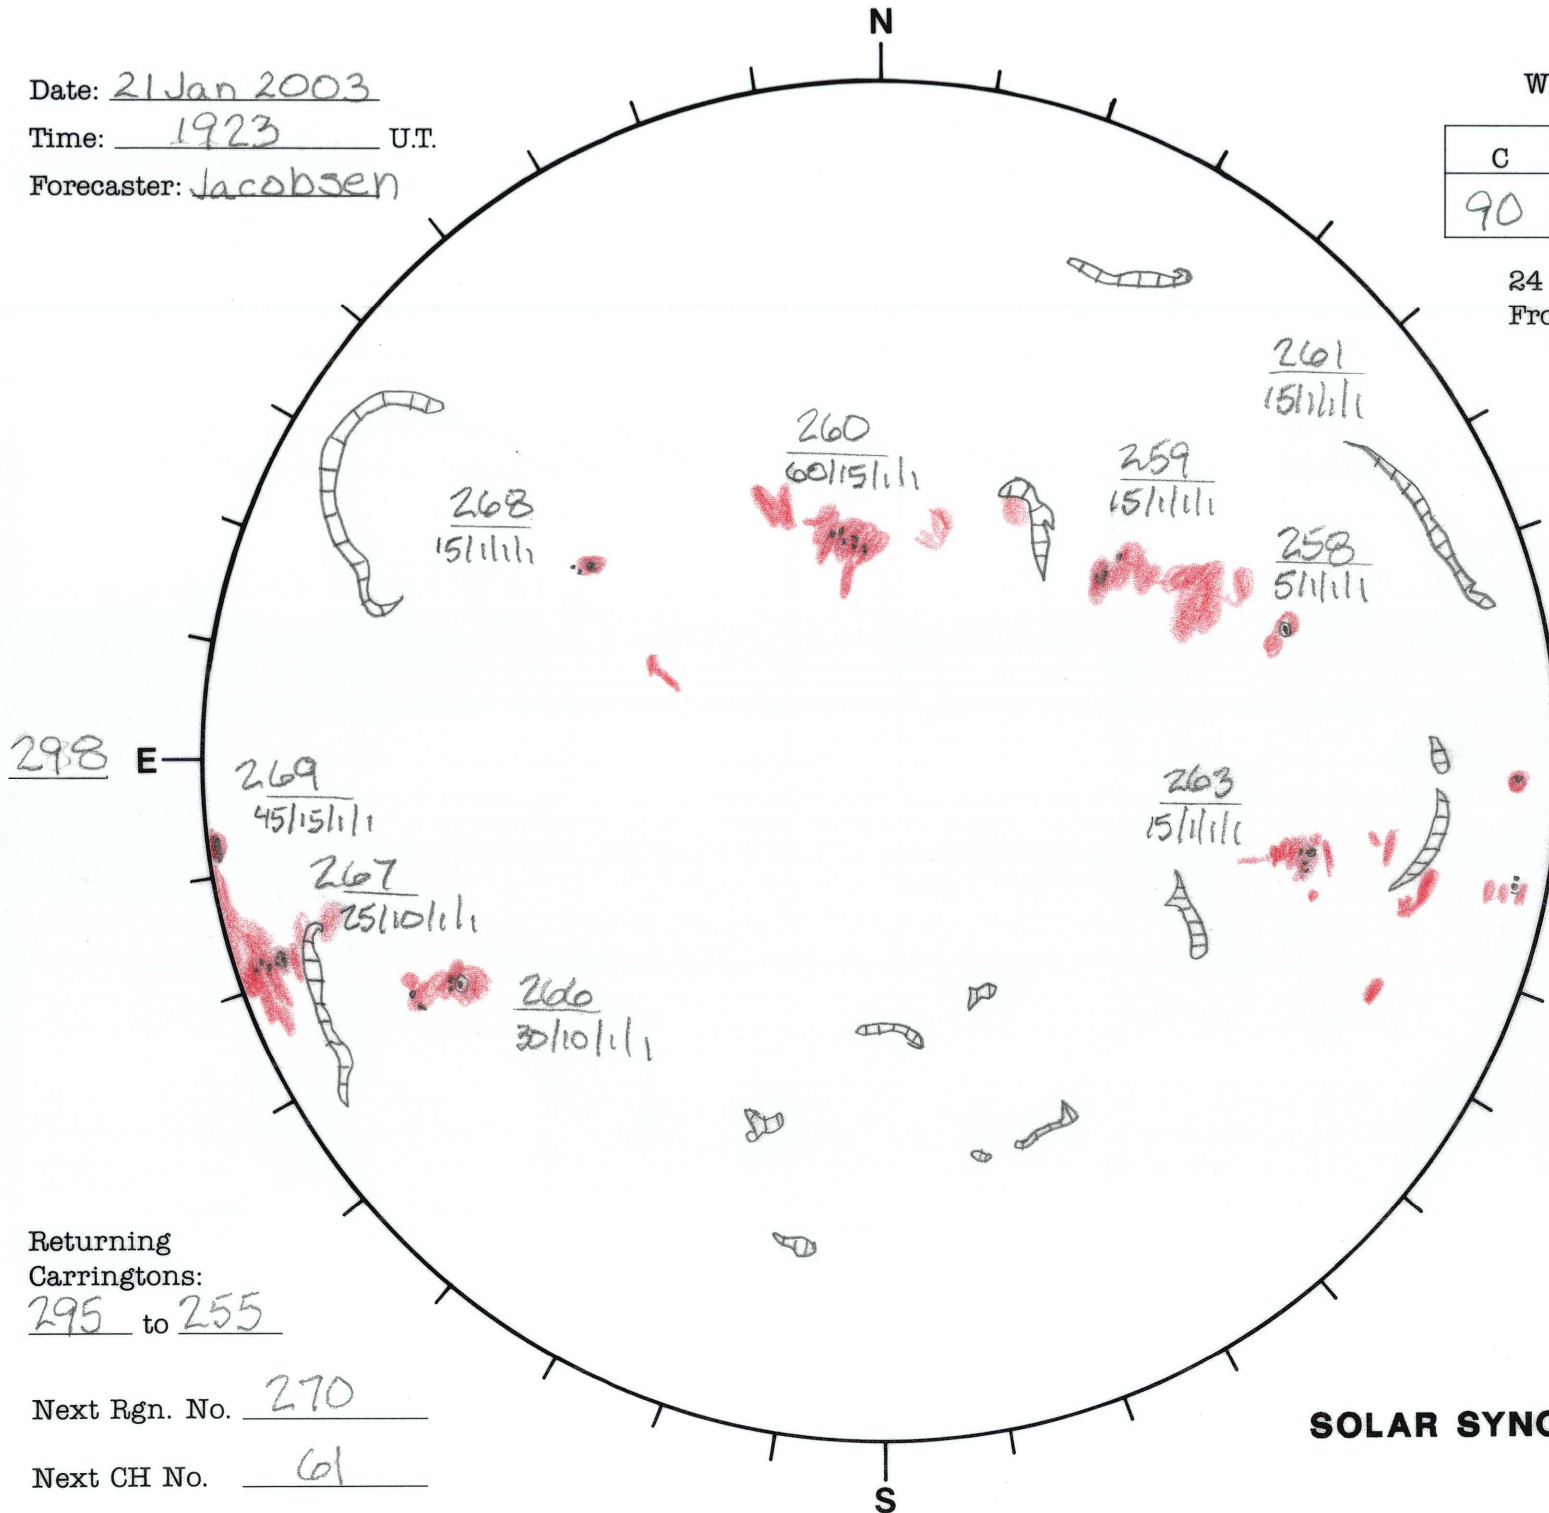 N
Date: 21 Jan 2003
Time: 1923 U.T.
Forecaster: Jacobsen
W
C
90
24
Fro
261
15/1/1/1
260
60/15/1/1
259
15/1/1/1
268
15/1/1/1
258
5/1/1/1
298 E
269
45/15/1/1
263
15/1/1/1
267
25/10/1/1
266
30/10/1/1
Returning
Carringtons:
295 to 255
Next Rgn. No. 270
Next CH No. 61
SOLAR SYNO
S